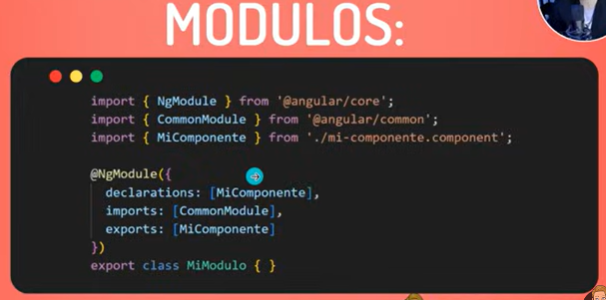 MODULOS:
import { NgModule } from '@angular/core';
import { CommonModule } from '@angular/common';
import { MiComponente } from './mi-componente.component';
@NgModule({
declarations: [MiComponente],
imports: [CommonModule],
exports: [MiComponente]
})
export class MiModulo { }